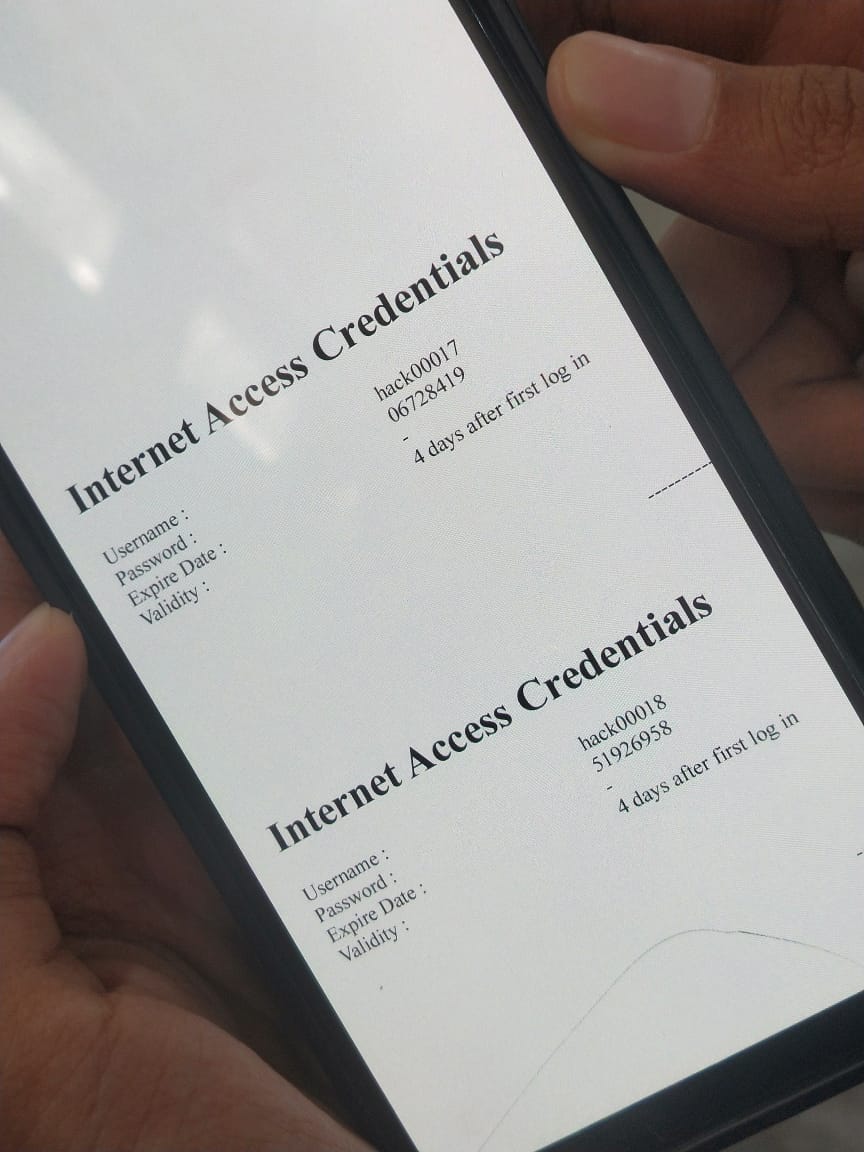 Internet Access Credentials
Username : hack00017
Password : 06728419
Expire Date : -
Validity : 4 days after first log in
--------
Internet Access Credentials
Username : hack00018
Password : 51926958
Expire Date : -
Validity : 4 days after first log in